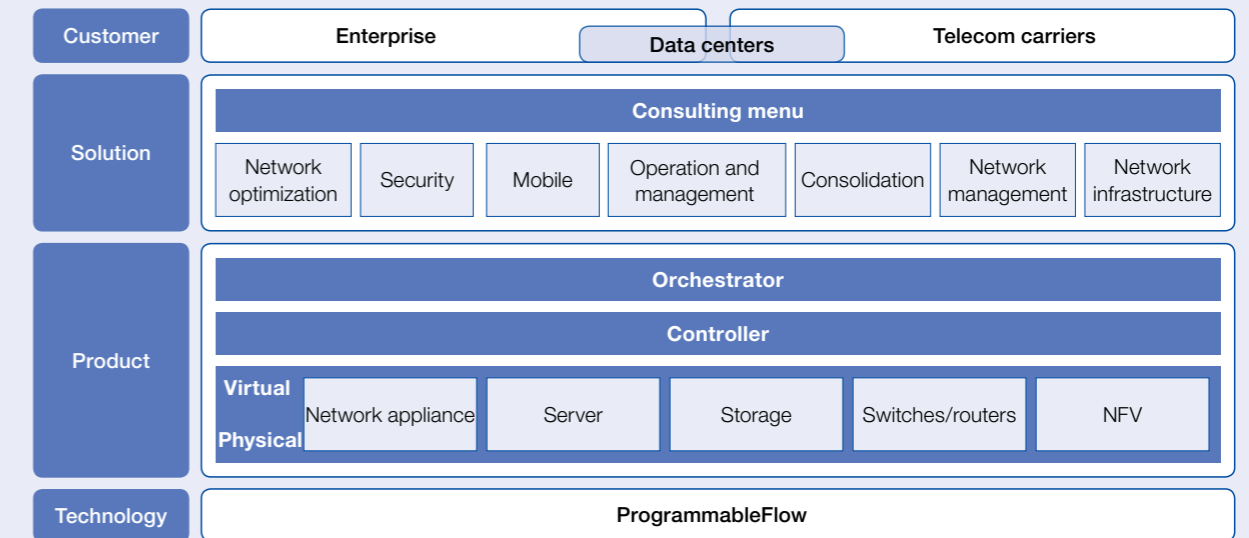 Customer
Enterprise
Data centers
Telecom carriers
Solution
Consulting menu
Network
optimization
Security
Mobile
Operation and
management
Consolidation
Network
management
Network
infrastructure
Product
Orchestrator
Controller
Virtual
Physical
Network appliance
Server
Storage
Switches/routers
NFV
Technology
ProgrammableFlow